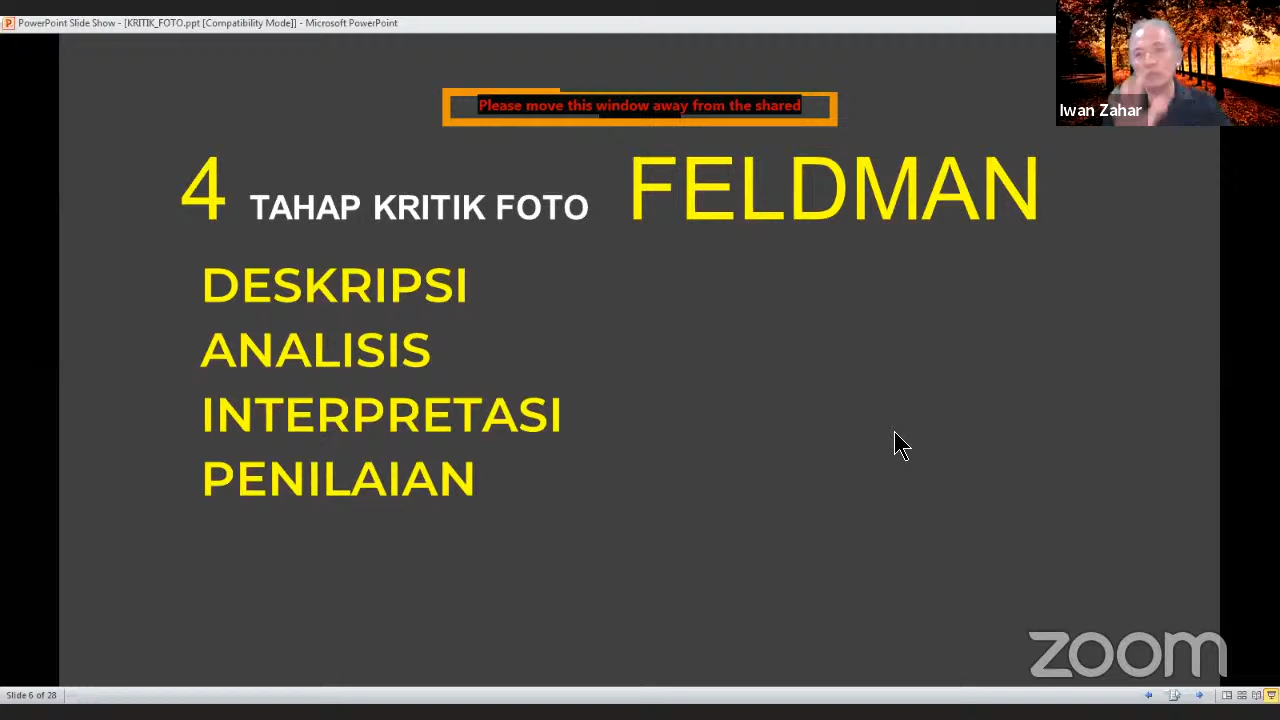 PowerPoint Slide Show - [KRITIK_FOTO.ppt [Compatibility Mode]] - Microsoft PowerPoint
Please move this window away from the shared
Iwan Zahar
4 TAHAP KRITIK FOTO FELDMAN
DESKRIPSI
ANALISIS
INTERPRETASI
PENILAIAN
zoom
Slide 6 of 28